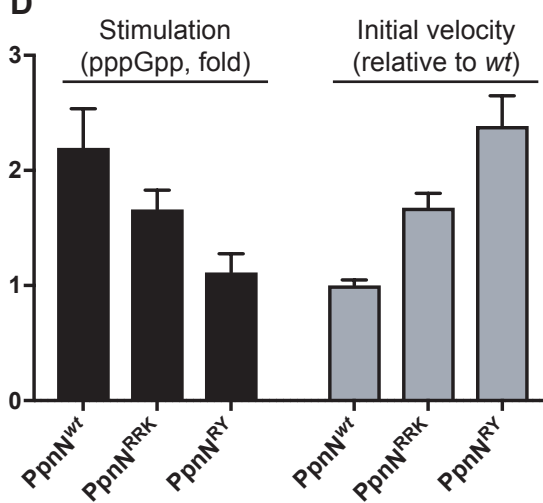 D
Stimulation
(pppGpp, fold)
Initial velocity
(relative to wt)
3
2
1
0
PpnNwt
PpnNRRK
PpnNRY
PpnNwt
PpnNRRK
PpnNRY